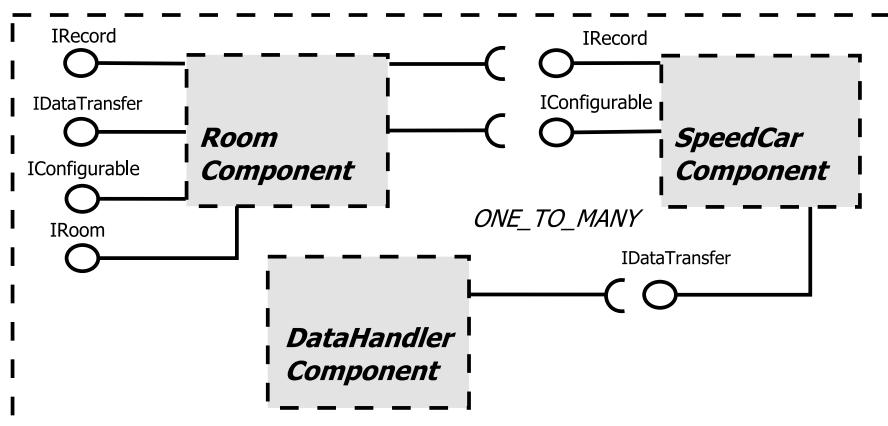 IRecord
IDataTransfer
IConfigurable
IRoom
Room
Component
IRecord
IConfigurable
SpeedCar
Component
ONE_TO_MANY
IDataTransfer
DataHandler
Component